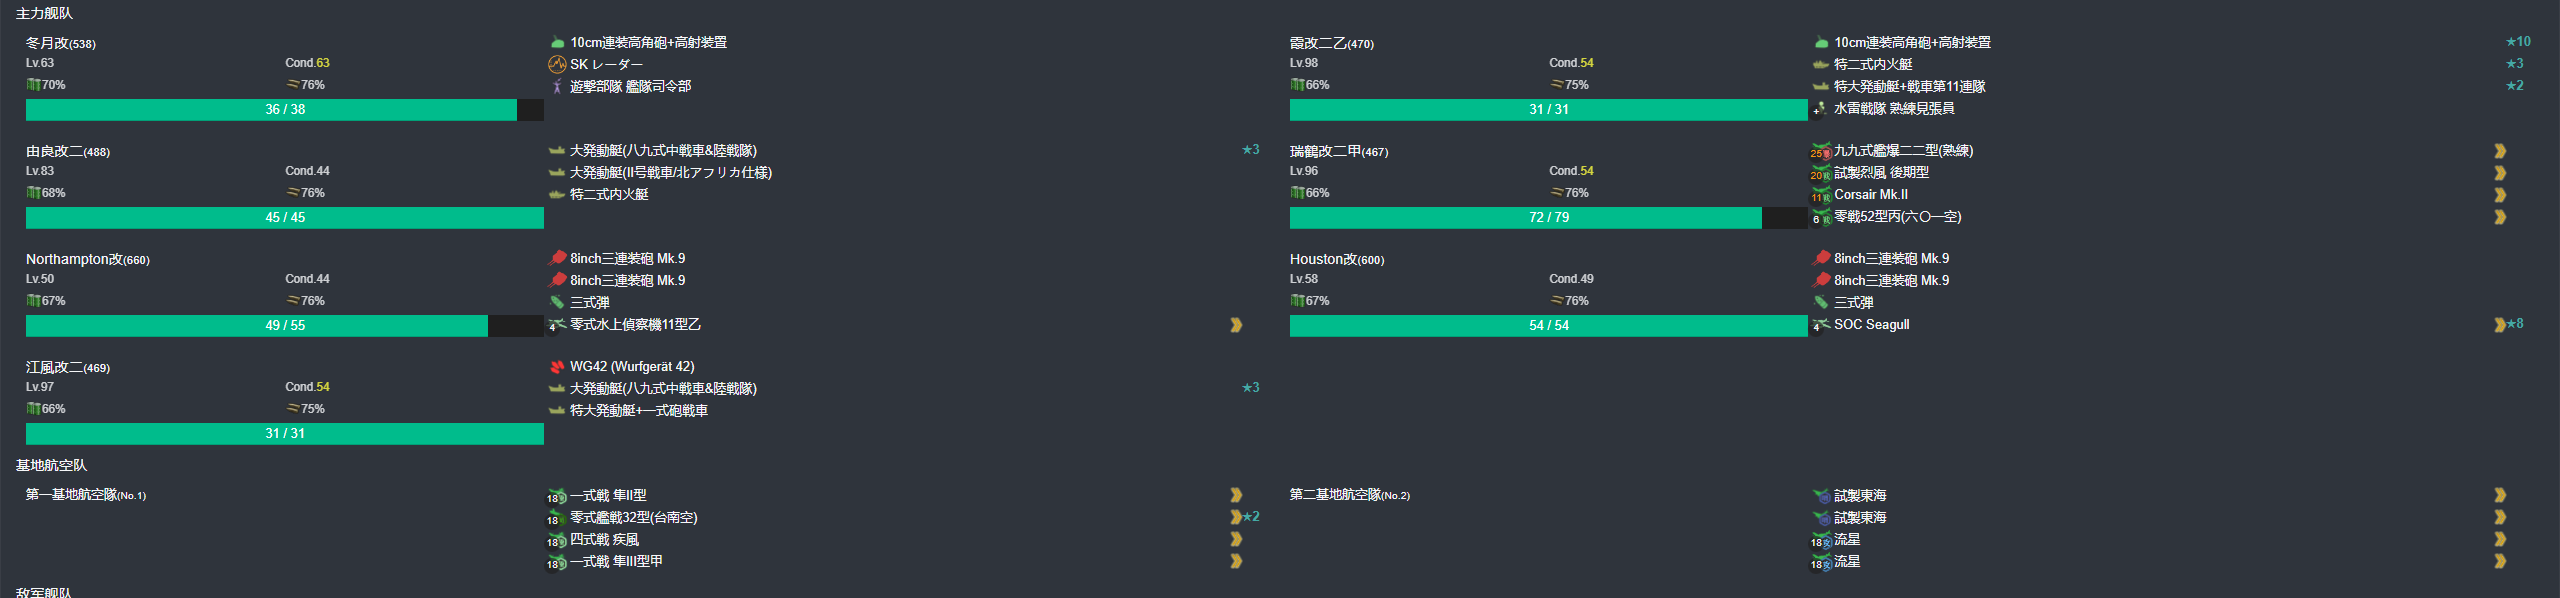 主力舰队
冬月改(538)
Lv.63 Cond.63
70% 76%
36 / 38
10cm連装高角砲+高射装置
SK レーダー
遊撃部隊 艦隊司令部
霞改二乙(470)
Lv.98 Cond.54
66% 75%
31 / 31
10cm連装高角砲+高射装置 ★10
特二式内火艇 ★3
特大発動艇+戦車第11連隊 ★2
+ 水雷戦隊 熟練見張員
由良改二(488)
Lv.83 Cond.44
68% 76%
45 / 45
大発動艇(八九式中戦車&陸戦隊) ★3
大発動艇(II号戦車/北アフリカ仕様)
特二式内火艇
瑞鶴改二甲(467)
Lv.96 Cond.54
66% 76%
72 / 79
25 九九式艦爆二二型(熟練)
20 試製烈風 後期型
11 Corsair Mk.II
6 零戦52型丙(六〇一空)
Northampton改(660)
Lv.50 Cond.44
67% 76%
49 / 55
8inch三連装砲 Mk.9
8inch三連装砲 Mk.9
三式弾
4 零式水上偵察機11型乙
Houston改(600)
Lv.58 Cond.49
67% 76%
54 / 54
8inch三連装砲 Mk.9
8inch三連装砲 Mk.9
三式弾
4 SOC Seagull ★8
江風改二(469)
Lv.97 Cond.54
66% 75%
31 / 31
WG42 (Wurfgerät 42)
大発動艇(八九式中戦車&陸戦隊) ★3
特大発動艇+一式砲戦車
基地航空队
第一基地航空隊(No.1)
18 一式戦 隼II型
18 零式艦戦32型(台南空) ★2
18 四式戦 疾風
18 一式戦 隼III型甲
第二基地航空隊(No.2)
試製東海
試製東海
18 流星
18 流星
敌军舰队